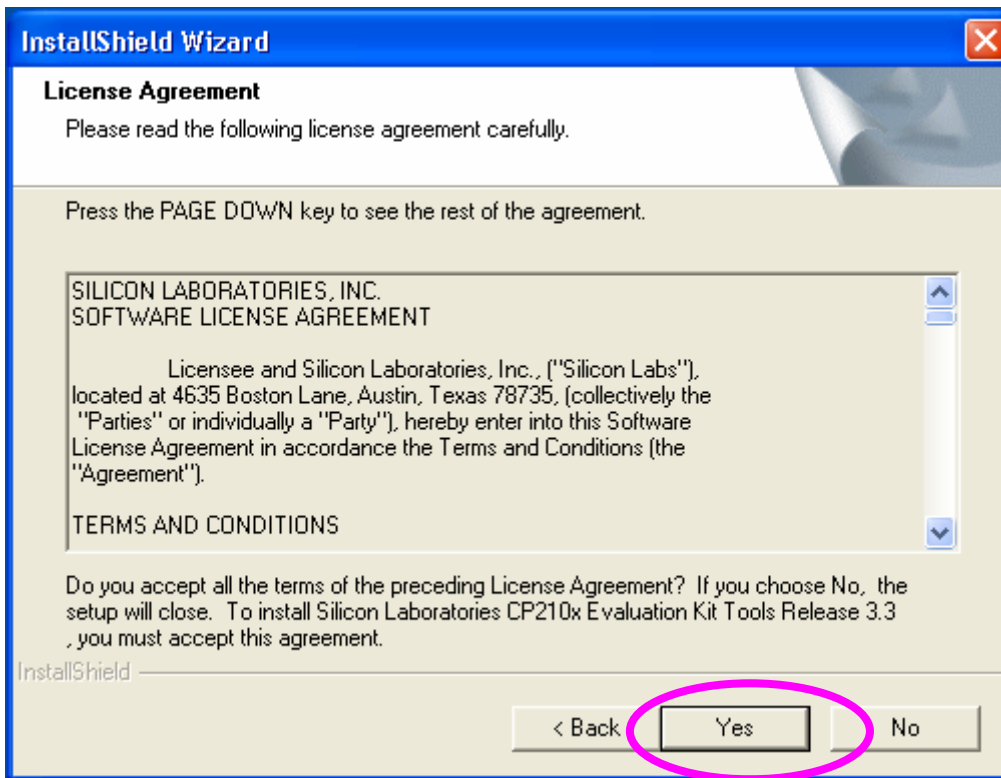 InstallShield Wizard
License Agreement
Please read the following license agreement carefully.
Press the PAGE DOWN key to see the rest of the agreement.
SILICON LABORATORIES, INC.
SOFTWARE LICENSE AGREEMENT
Licensee and Silicon Laboratories, Inc., ("Silicon Labs"),
located at 4635 Boston Lane, Austin, Texas 78735, (collectively the
"Parties" or individually a "Party"), hereby enter into this Software
License Agreement in accordance the Terms and Conditions (the
"Agreement").
TERMS AND CONDITIONS
Do you accept all the terms of the preceding License Agreement?  If you choose No,  the
setup will close.  To install Silicon Laboratories CP210x Evaluation Kit Tools Release 3.3
, you must accept this agreement.
InstallShield
< Back
Yes
No